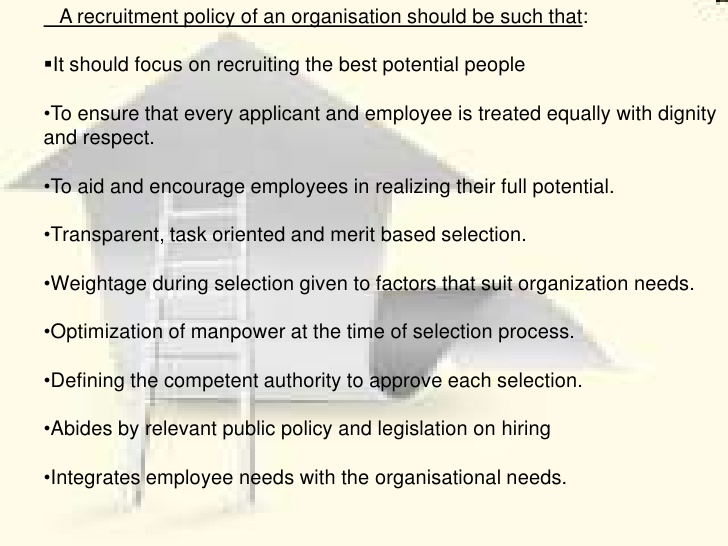 A recruitment policy of an organisation should be such that:
▪It should focus on recruiting the best potential people
•To ensure that every applicant and employee is treated equally with dignity
and respect.
•To aid and encourage employees in realizing their full potential.
•Transparent, task oriented and merit based selection.
•Weightage during selection given to factors that suit organization needs.
•Optimization of manpower at the time of selection process.
•Defining the competent authority to approve each selection.
•Abides by relevant public policy and legislation on hiring
•Integrates employee needs with the organisational needs.